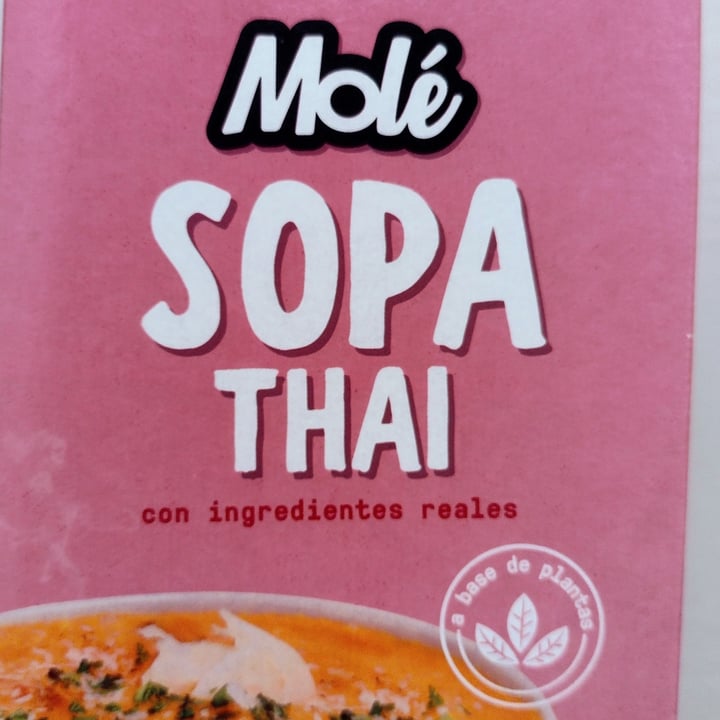 Molé
SOPA
THAI
con ingredientes reales
a base de plantas